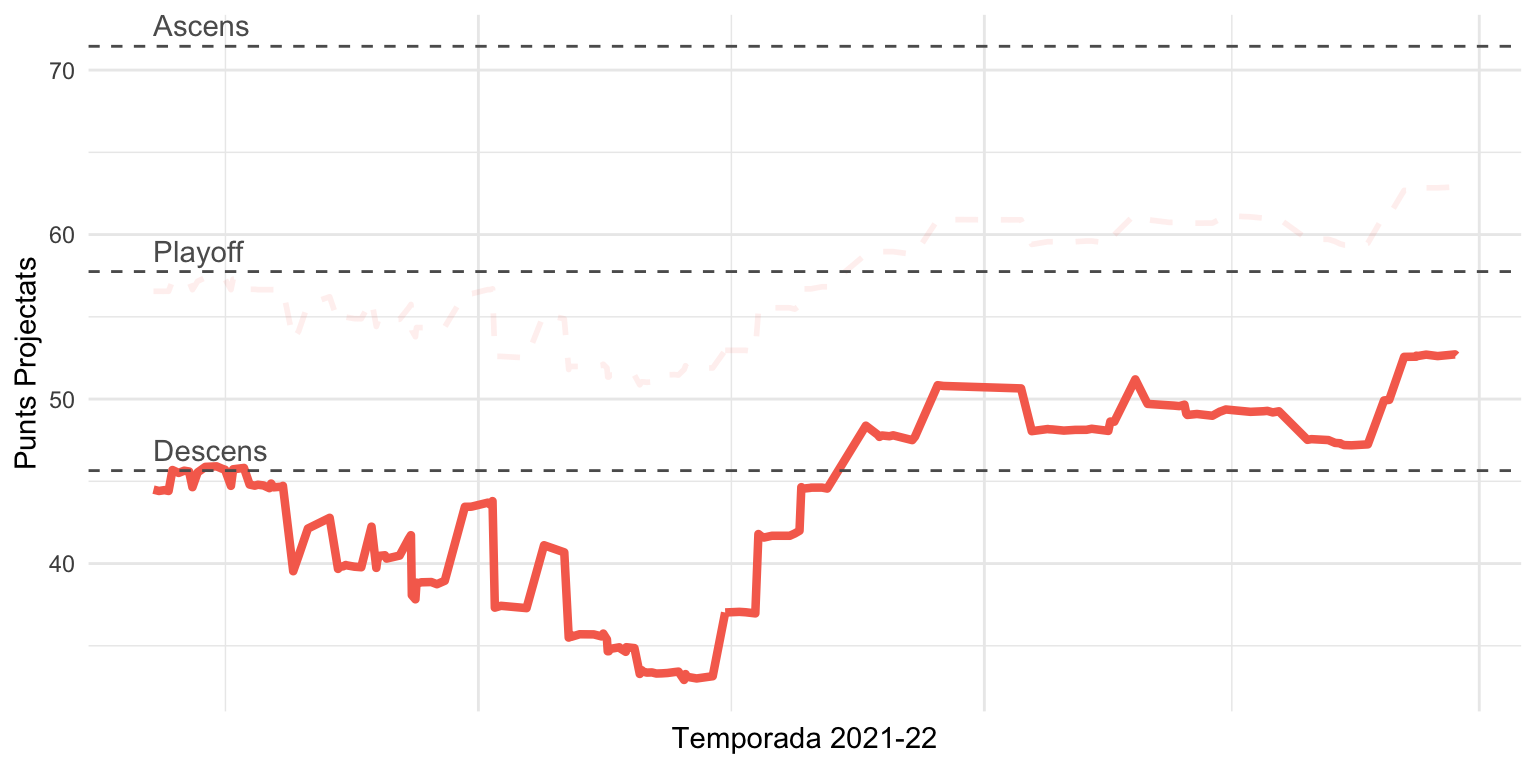 Ascens
70
60
Playoff
Punts Projectats
50
Descens
40
Temporada 2021-22